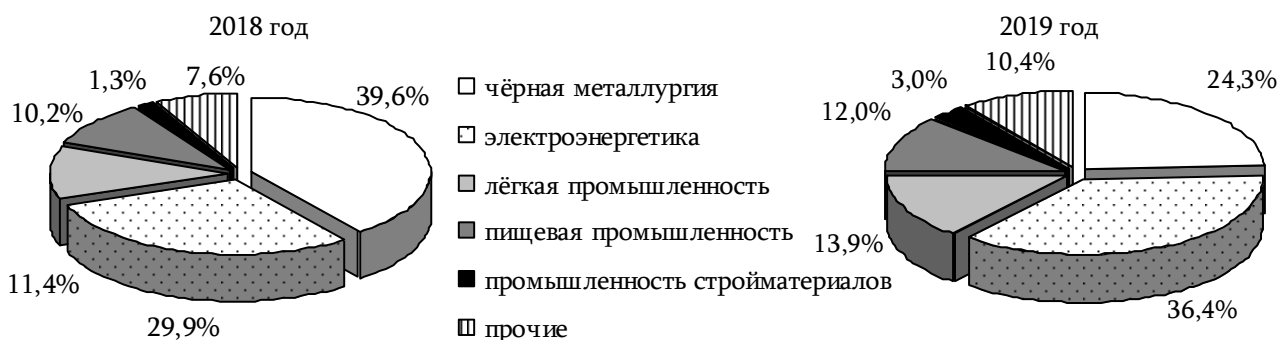 2018 год
1,3%
7,6%
39,6%
10,2%
11,4%
29,9%
чёрная металлургия
электроэнергетика
лёгкая промышленность
пищевая промышленность
промышленность стройматериалов
прочие
2019 год
3,0%
10,4%
24,3%
12,0%
13,9%
36,4%